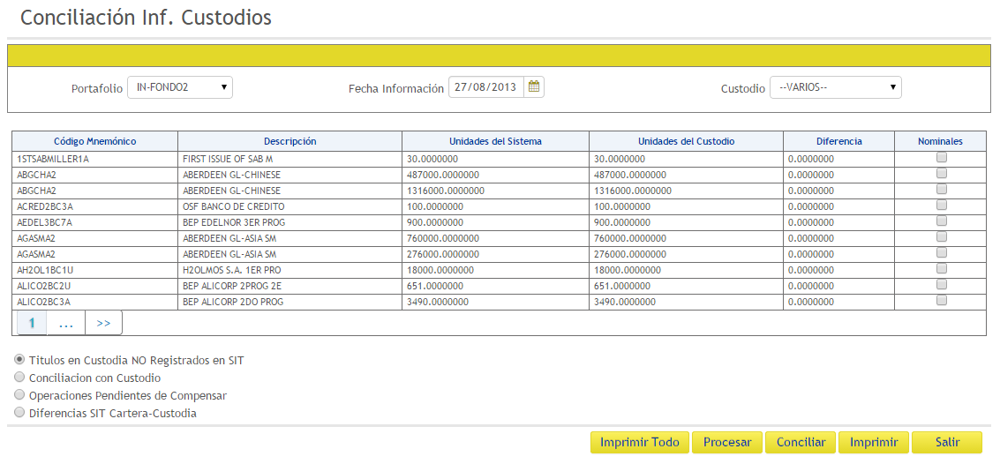 Conciliación Inf. Custodios
Portafolio IN-FONDO2 Fecha Información 27/08/2013 Custodio --VARIOS--
Código Mnemónico Descripción Unidades del Sistema Unidades del Custodio Diferencia Nominales
1STSABMILLER1A FIRST ISSUE OF SAB M 30.0000000 30.0000000 0.0000000
ABGCHA2 ABERDEEN GL-CHINESE 487000.0000000 487000.0000000 0.0000000
ABGCHA2 ABERDEEN GL-CHINESE 1316000.0000000 1316000.0000000 0.0000000
ACRED2BC3A OSF BANCO DE CREDITO 100.0000000 100.0000000 0.0000000
AEDEL3BC7A BEP EDELNOR 3ER PROG 900.0000000 900.0000000 0.0000000
AGASMA2 ABERDEEN GL-ASIA SM 760000.0000000 760000.0000000 0.0000000
AGASMA2 ABERDEEN GL-ASIA SM 276000.0000000 276000.0000000 0.0000000
AH2OL1BC1U H2OLMOS S.A. 1ER PRO 18000.0000000 18000.0000000 0.0000000
ALICO2BC2U BEP ALICORP 2PROG 2E 651.0000000 651.0000000 0.0000000
ALICO2BC3A BEP ALICORP 2DO PROG 3490.0000000 3490.0000000 0.0000000
1 ... >>
Titulos en Custodia NO Registrados en SIT
Conciliacion con Custodio
Operaciones Pendientes de Compensar
Diferencias SIT Cartera-Custodia
Imprimir Todo Procesar Conciliar Imprimir Salir